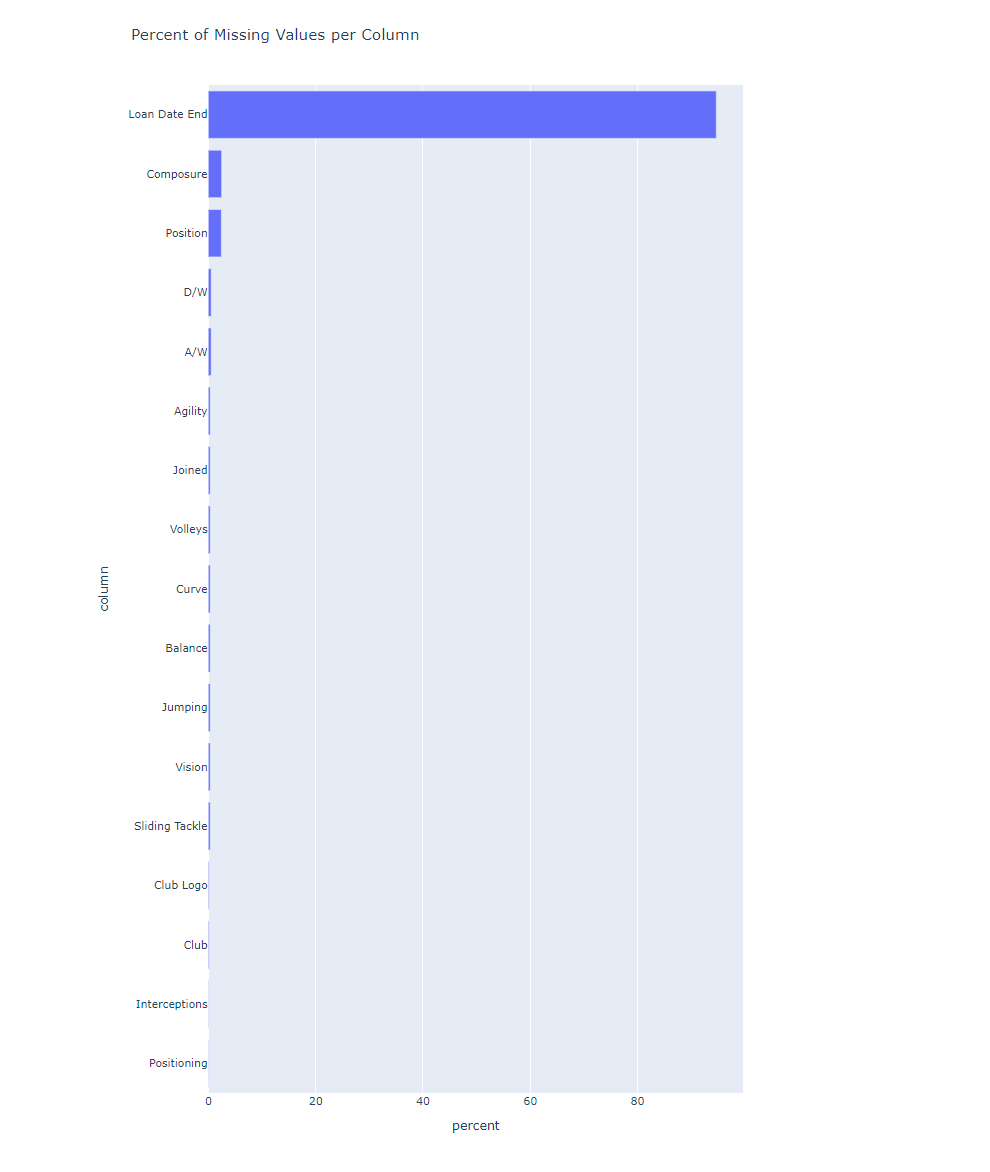 Percent of Missing Values per Column
Loan Date End
Composure
Position
D/W
A/W
Agility
Joined
Volleys
Curve
Balance
Jumping
Vision
Sliding Tackle
Club Logo
Club
Interceptions
Positioning
column
0 20 40 60 80
percent